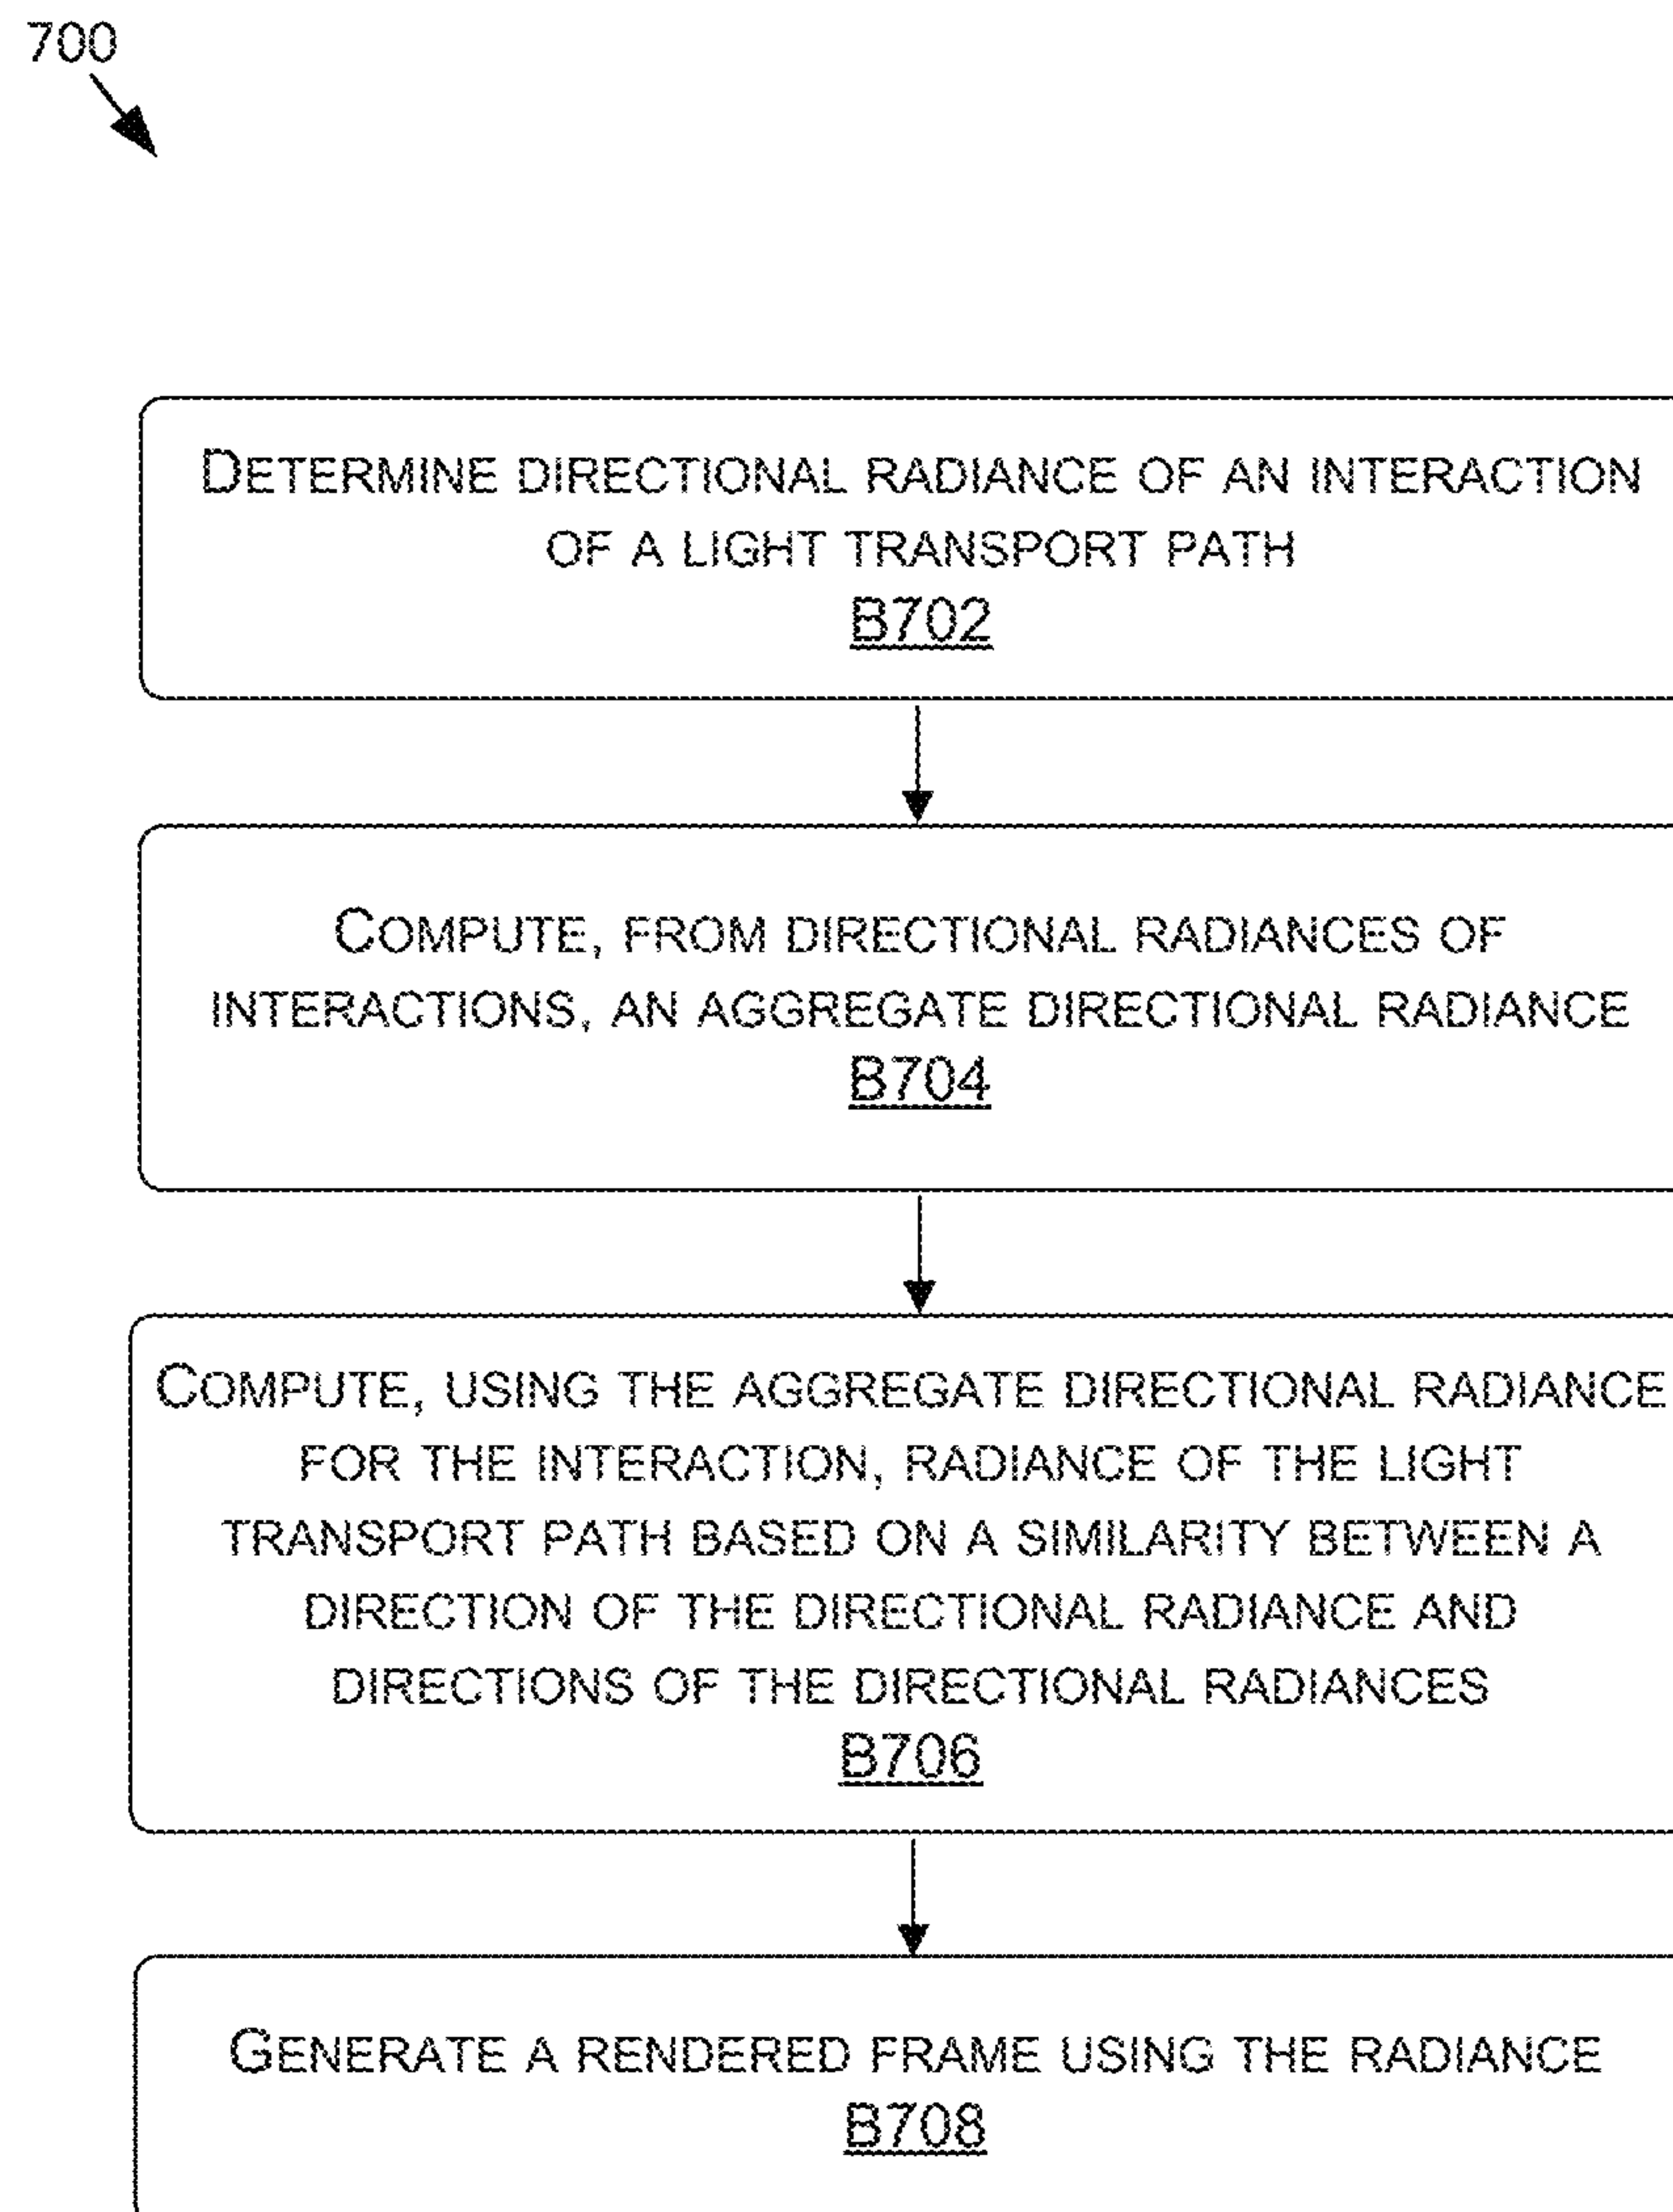 700
DETERMINE DIRECTIONAL RADIANCE OF AN INTERACTION
OF A LIGHT TRANSPORT PATH
B702
COMPUTE, FROM DIRECTIONAL RADIANCES OF
INTERACTIONS, AN AGGREGATE DIRECTIONAL RADIANCE
B704
COMPUTE, USING THE AGGREGATE DIRECTIONAL RADIANCE
FOR THE INTERACTION, RADIANCE OF THE LIGHT
TRANSPORT PATH BASED ON A SIMILARITY BETWEEN A
DIRECTION OF THE DIRECTIONAL RADIANCE AND
DIRECTIONS OF THE DIRECTIONAL RADIANCES
B706
GENERATE A RENDERED FRAME USING THE RADIANCE
B708